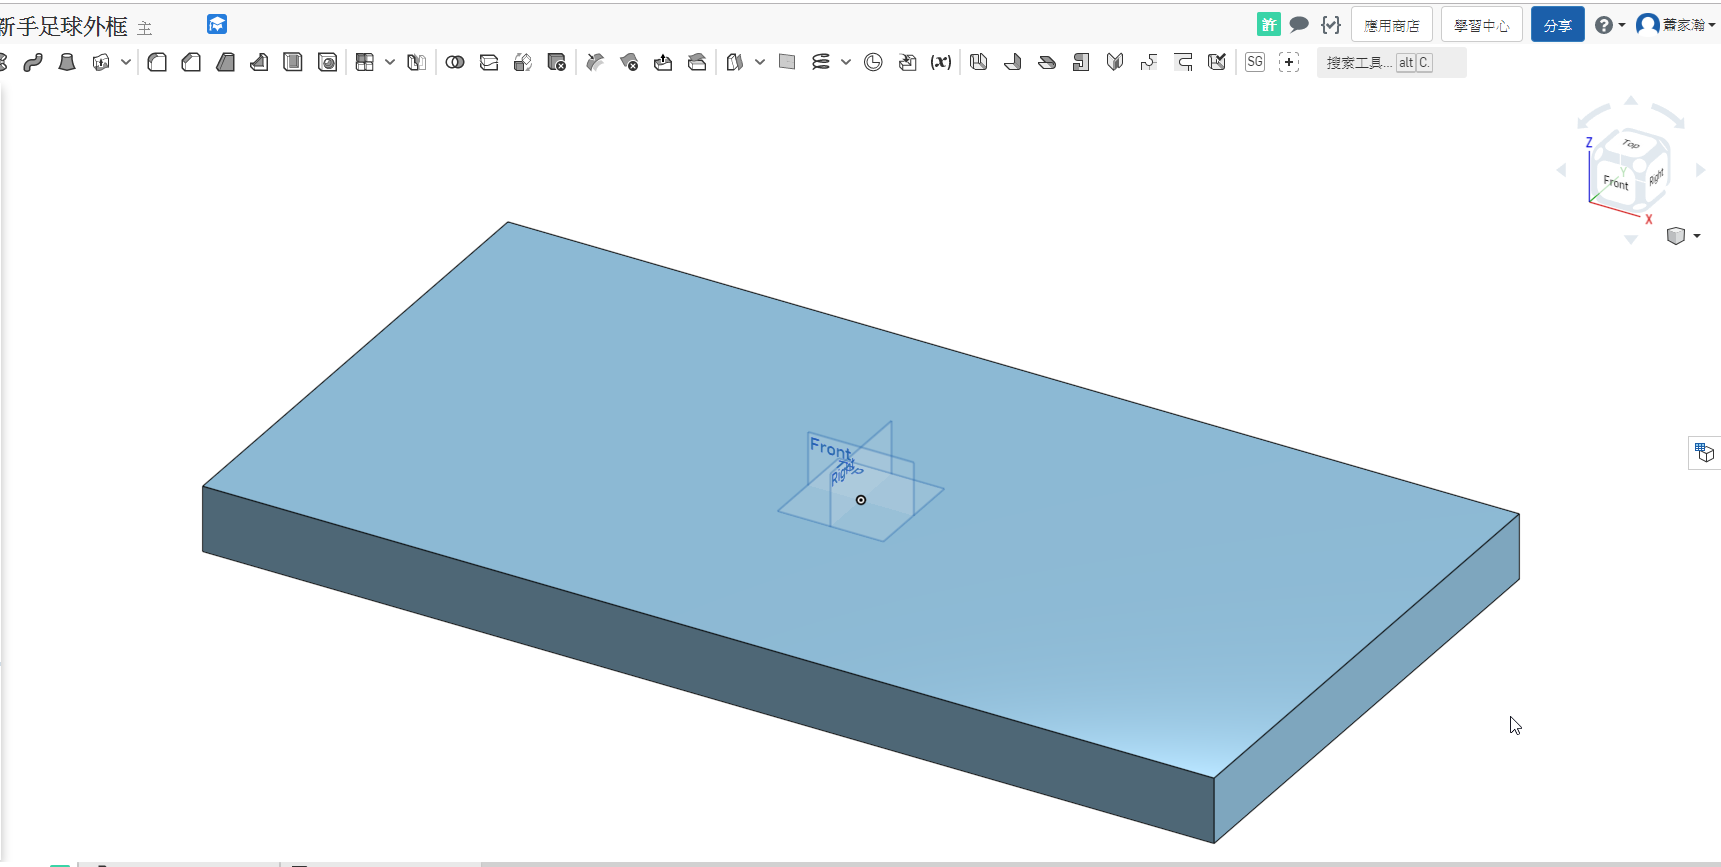 新手足球外框 主
許 應用商店 學習中心 分享 蕭家瀚
SG 搜索工具... alt C.
(x)
Z
Top
Front
Y
Right
X
Front
Top
Right